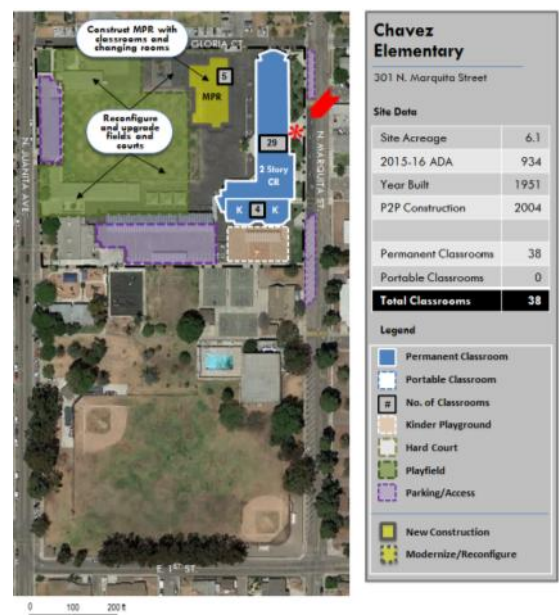 Construct MPR with
classrooms and
changing rooms
GLORIA CT.
5
MPR
Reconfigure
and upgrade
fields and
courts
N. JUANITA AVE.
N. MARQUITA ST.
*
29
2 Story
CR
K
4
K
E. 1ST ST.
0 100 200 ft
Chavez
Elementary
301 N. Marquita Street
Site Data
Site Acreage 6.1
2015-16 ADA 934
Year Built 1951
P2P Construction 2004
Permanent Classrooms 38
Portable Classrooms 0
Total Classrooms 38
Legend
Permanent Classroom
Portable Classroom
# No. of Classrooms
Kinder Playground
Hard Court
Playfield
Parking/Access
New Construction
Modernize/Reconfigure